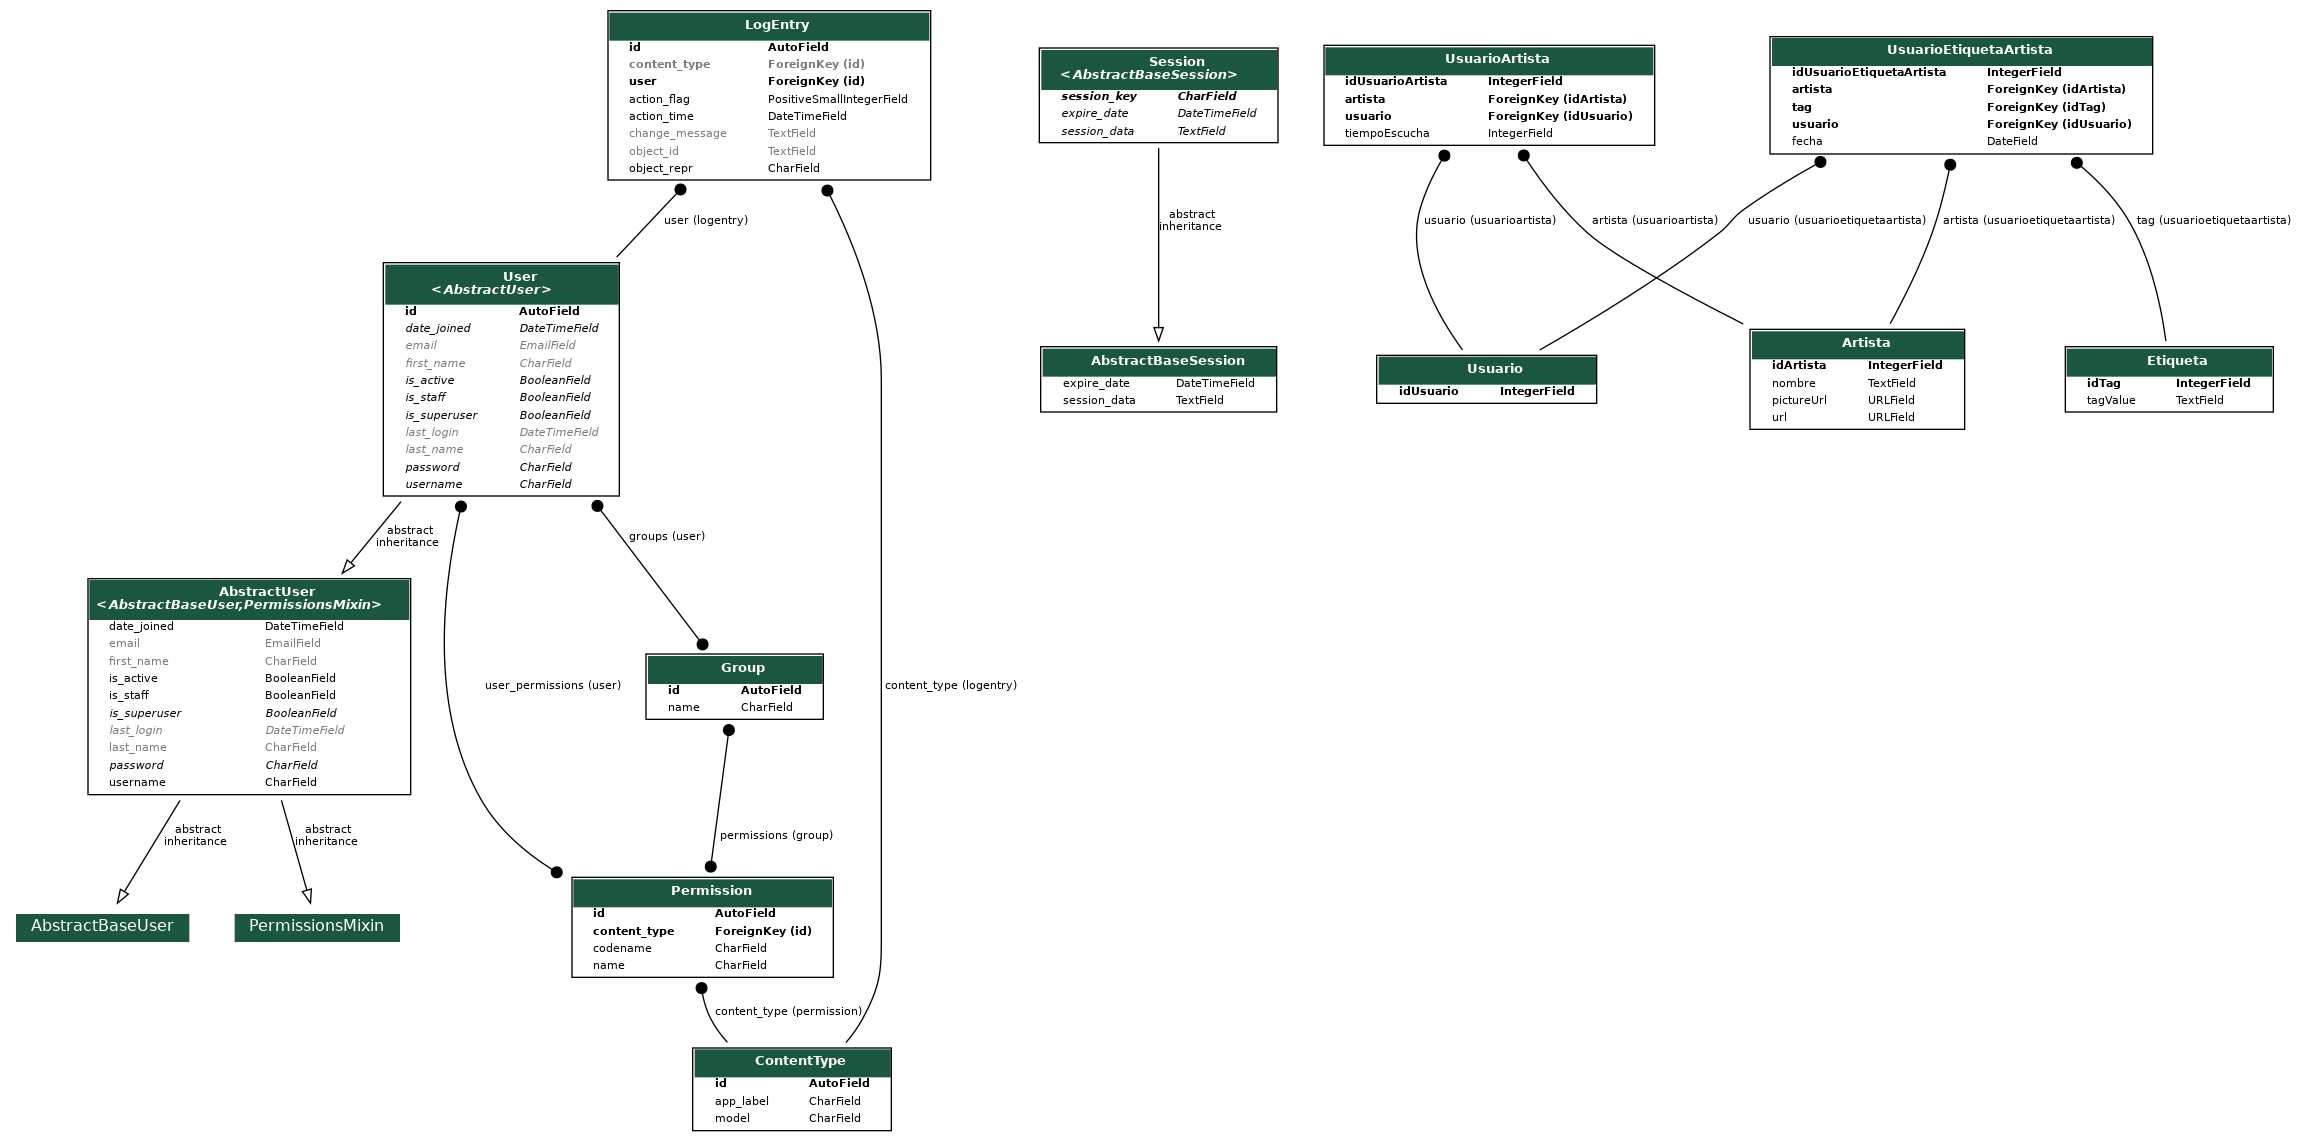 LogEntry
id AutoField
content_type ForeignKey (id)
user ForeignKey (id)
action_flag PositiveSmallIntegerField
action_time DateTimeField
change_message TextField
object_id TextField
object_repr CharField
user (logentry)
User
<AbstractUser>
id AutoField
date_joined DateTimeField
email EmailField
first_name CharField
is_active BooleanField
is_staff BooleanField
is_superuser BooleanField
last_login DateTimeField
last_name CharField
password CharField
username CharField
abstract
inheritance
groups (user)
AbstractUser
<AbstractBaseUser,PermissionsMixin>
date_joined DateTimeField
email EmailField
first_name CharField
is_active BooleanField
is_staff BooleanField
is_superuser BooleanField
last_login DateTimeField
last_name CharField
password CharField
username CharField
user_permissions (user)
Group
id AutoField
name CharField
content_type (logentry)
abstract
inheritance
abstract
inheritance
permissions (group)
AbstractBaseUser
PermissionsMixin
Permission
id AutoField
content_type ForeignKey (id)
codename CharField
name CharField
content_type (permission)
ContentType
id AutoField
app_label CharField
model CharField
Session
<AbstractBaseSession>
session_key CharField
expire_date DateTimeField
session_data TextField
abstract
inheritance
AbstractBaseSession
expire_date DateTimeField
session_data TextField
UsuarioArtista
idUsuarioArtista IntegerField
artista ForeignKey (idArtista)
usuario ForeignKey (idUsuario)
tiempoEscucha IntegerField
UsuarioEtiquetaArtista
idUsuarioEtiquetaArtista IntegerField
artista ForeignKey (idArtista)
tag ForeignKey (idTag)
usuario ForeignKey (idUsuario)
fecha DateField
usuario (usuarioartista)
artista (usuarioartista)
usuario (usuarioetiquetaartista)
artista (usuarioetiquetaartista)
tag (usuarioetiquetaartista)
Usuario
idUsuario IntegerField
Artista
idArtista IntegerField
nombre TextField
pictureUrl URLField
url URLField
Etiqueta
idTag IntegerField
tagValue TextField